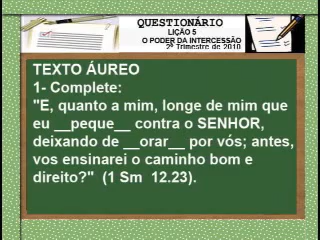 QUESTIONÁRIO
LIÇÃO 5
O PODER DA INTERCESSÃO
2º Trimestre de 2010
TEXTO ÁUREO
1- Complete:
"E, quanto a mim, longe de mim que
eu __peque__ contra o SENHOR,
deixando de __orar__ por vós; antes,
vos ensinarei o caminho bom e
direito?" (1 Sm 12.23).